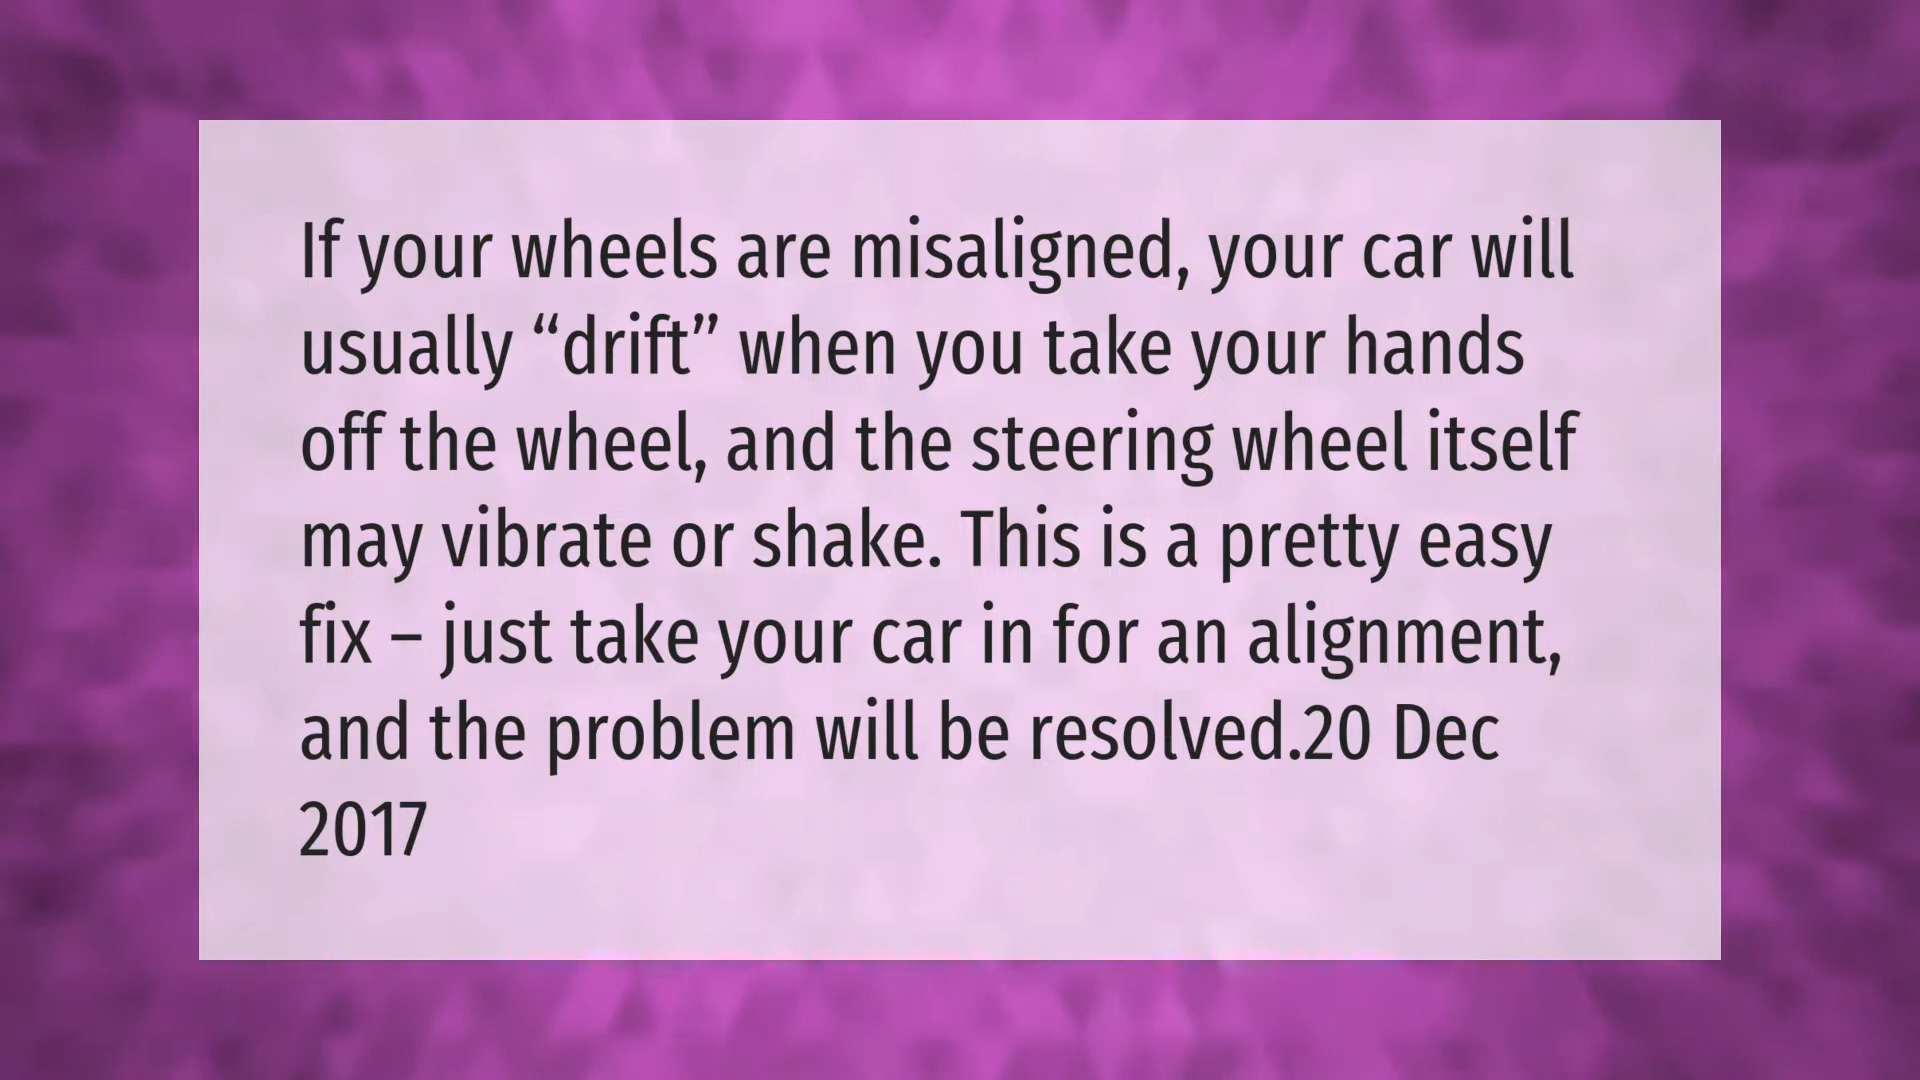 If your wheels are misaligned, your car will
usually “drift” when you take your hands
off the wheel, and the steering wheel itself
may vibrate or shake. This is a pretty easy
fix – just take your car in for an alignment,
and the problem will be resolved.20 Dec
2017